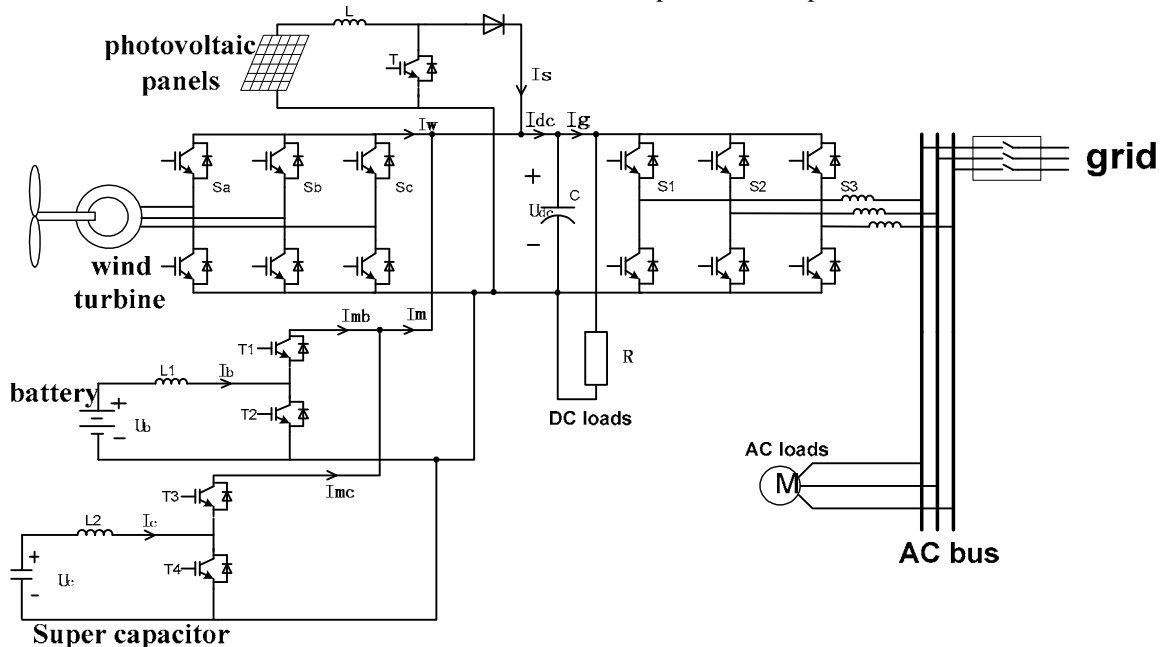 L
photovoltaic
panels
T
Is
Iw
Idc
Ig
Sa
Sb
Sc
+
Udc
C
-
S1
S2
S3
grid
wind
turbine
Imb
Im
T1
L1
Ib
R
battery
+
Ub
-
T2
DC loads
AC loads
M
Imc
T3
L2
Ic
+
Uc
-
T4
AC bus
Super capacitor